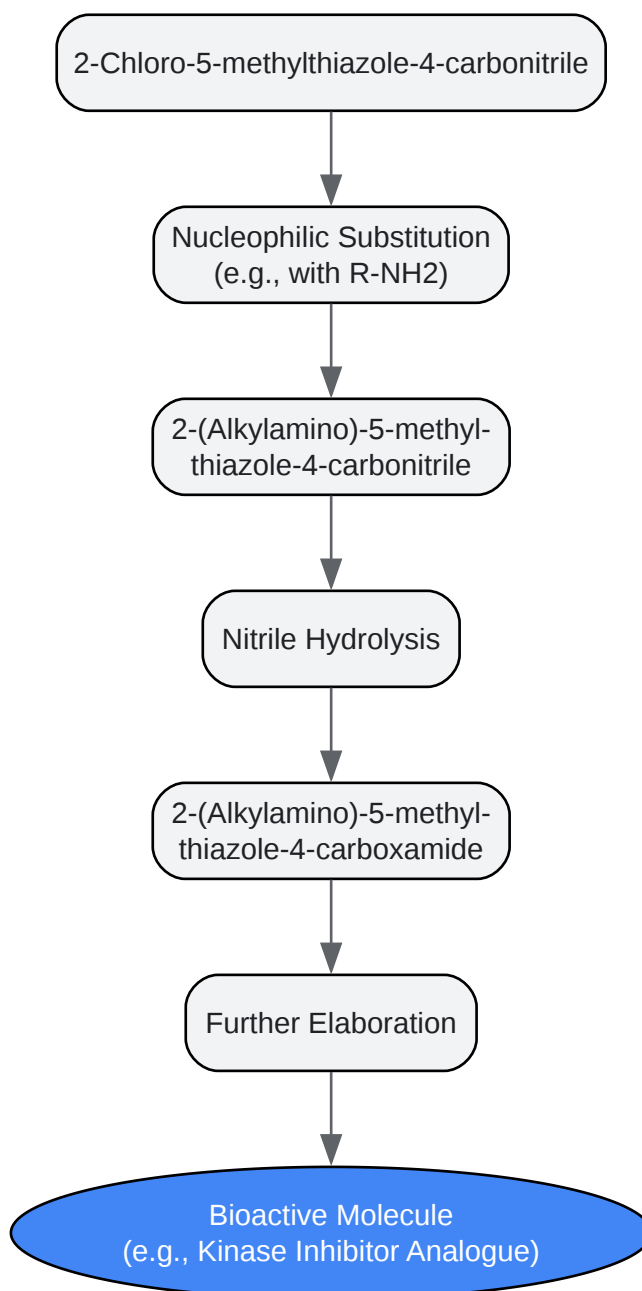 2-Chloro-5-methylthiazole-4-carbonitrile
Nucleophilic Substitution
(e.g., with R-NH2)
2-(Alkylamino)-5-methyl-
thiazole-4-carbonitrile
Nitrile Hydrolysis
2-(Alkylamino)-5-methyl-
thiazole-4-carboxamide
Further Elaboration
Bioactive Molecule
(e.g., Kinase Inhibitor Analogue)